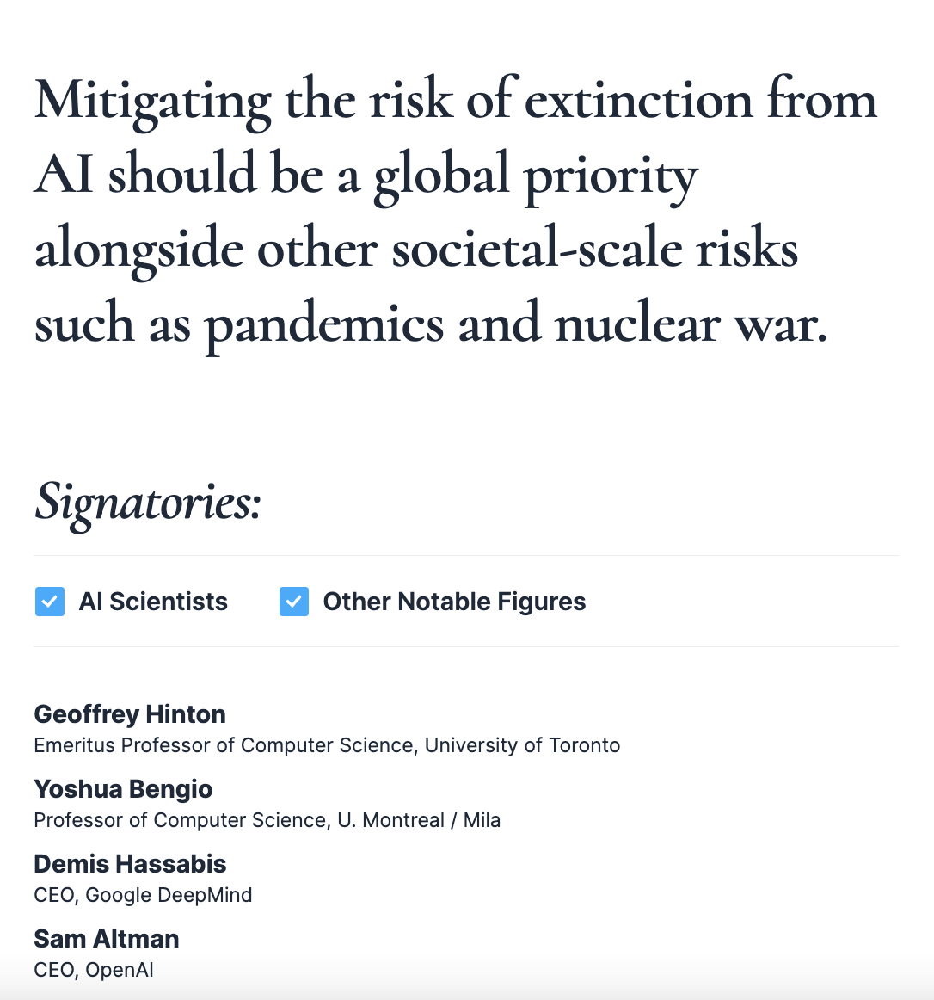 Mitigating the risk of extinction from
AI should be a global priority
alongside other societal-scale risks
such as pandemics and nuclear war.
Signatories:
AI Scientists
Other Notable Figures
Geoffrey Hinton
Emeritus Professor of Computer Science, University of Toronto
Yoshua Bengio
Professor of Computer Science, U. Montreal / Mila
Demis Hassabis
CEO, Google DeepMind
Sam Altman
CEO, OpenAI